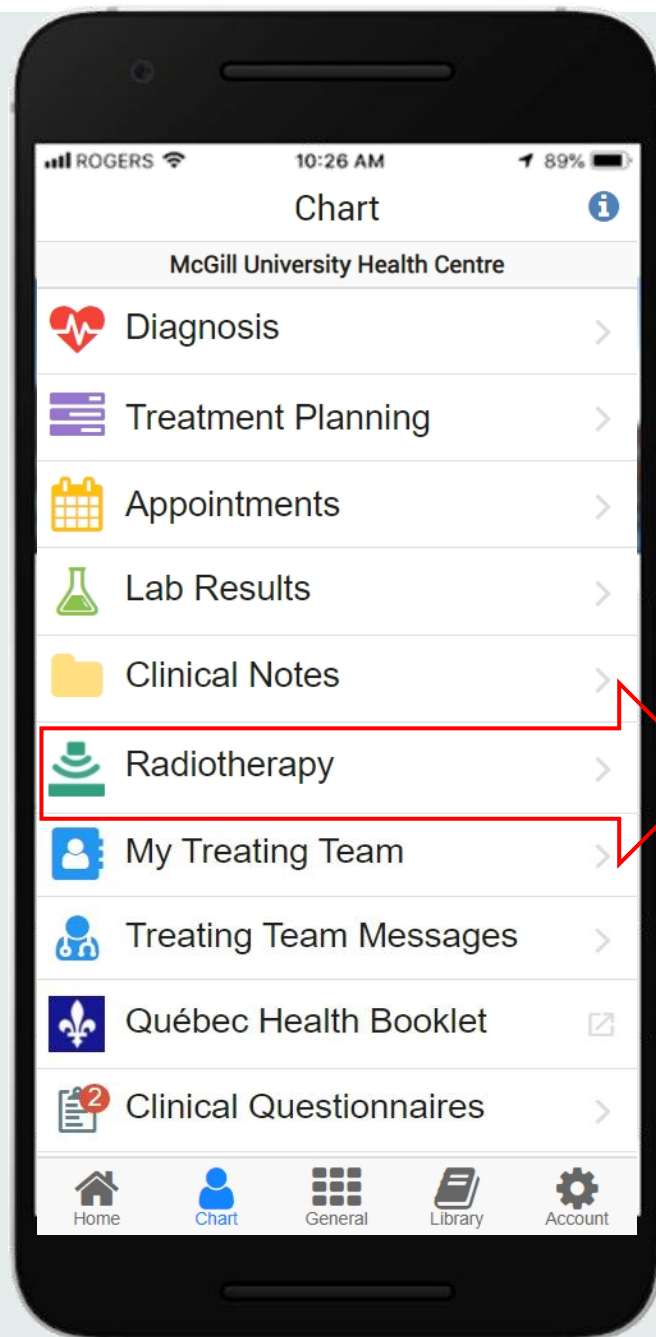 ROGERS 10:26 AM 89%
Chart
McGill University Health Centre
Diagnosis
Treatment Planning
Appointments
Lab Results
Clinical Notes
Radiotherapy
My Treating Team
Treating Team Messages
Québec Health Booklet
2
Clinical Questionnaires
Home Chart General Library Account